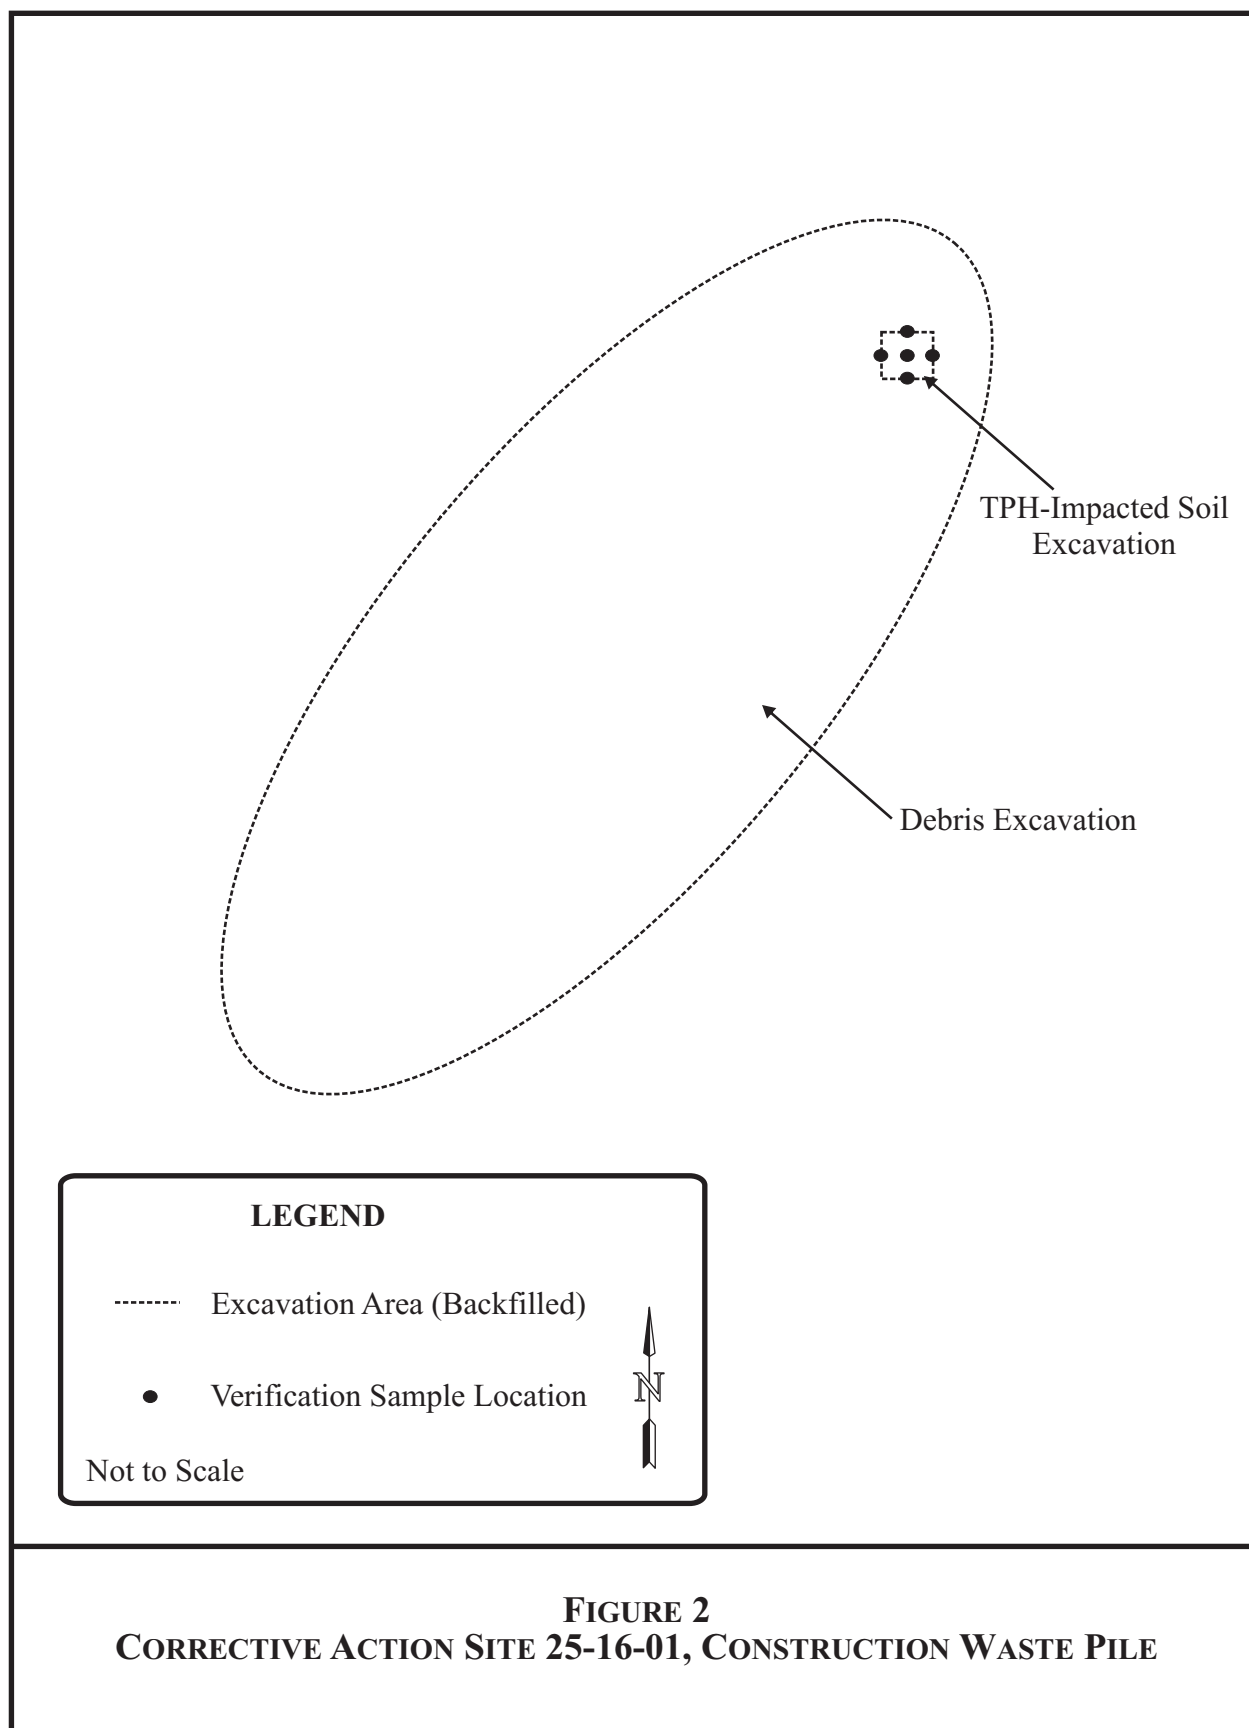 TPH-Impacted Soil
Excavation
Debris Excavation
LEGEND
Excavation Area (Backfilled)
Verification Sample Location
N
Not to Scale
FIGURE 2
CORRECTIVE ACTION SITE 25-16-01, CONSTRUCTION WASTE PILE